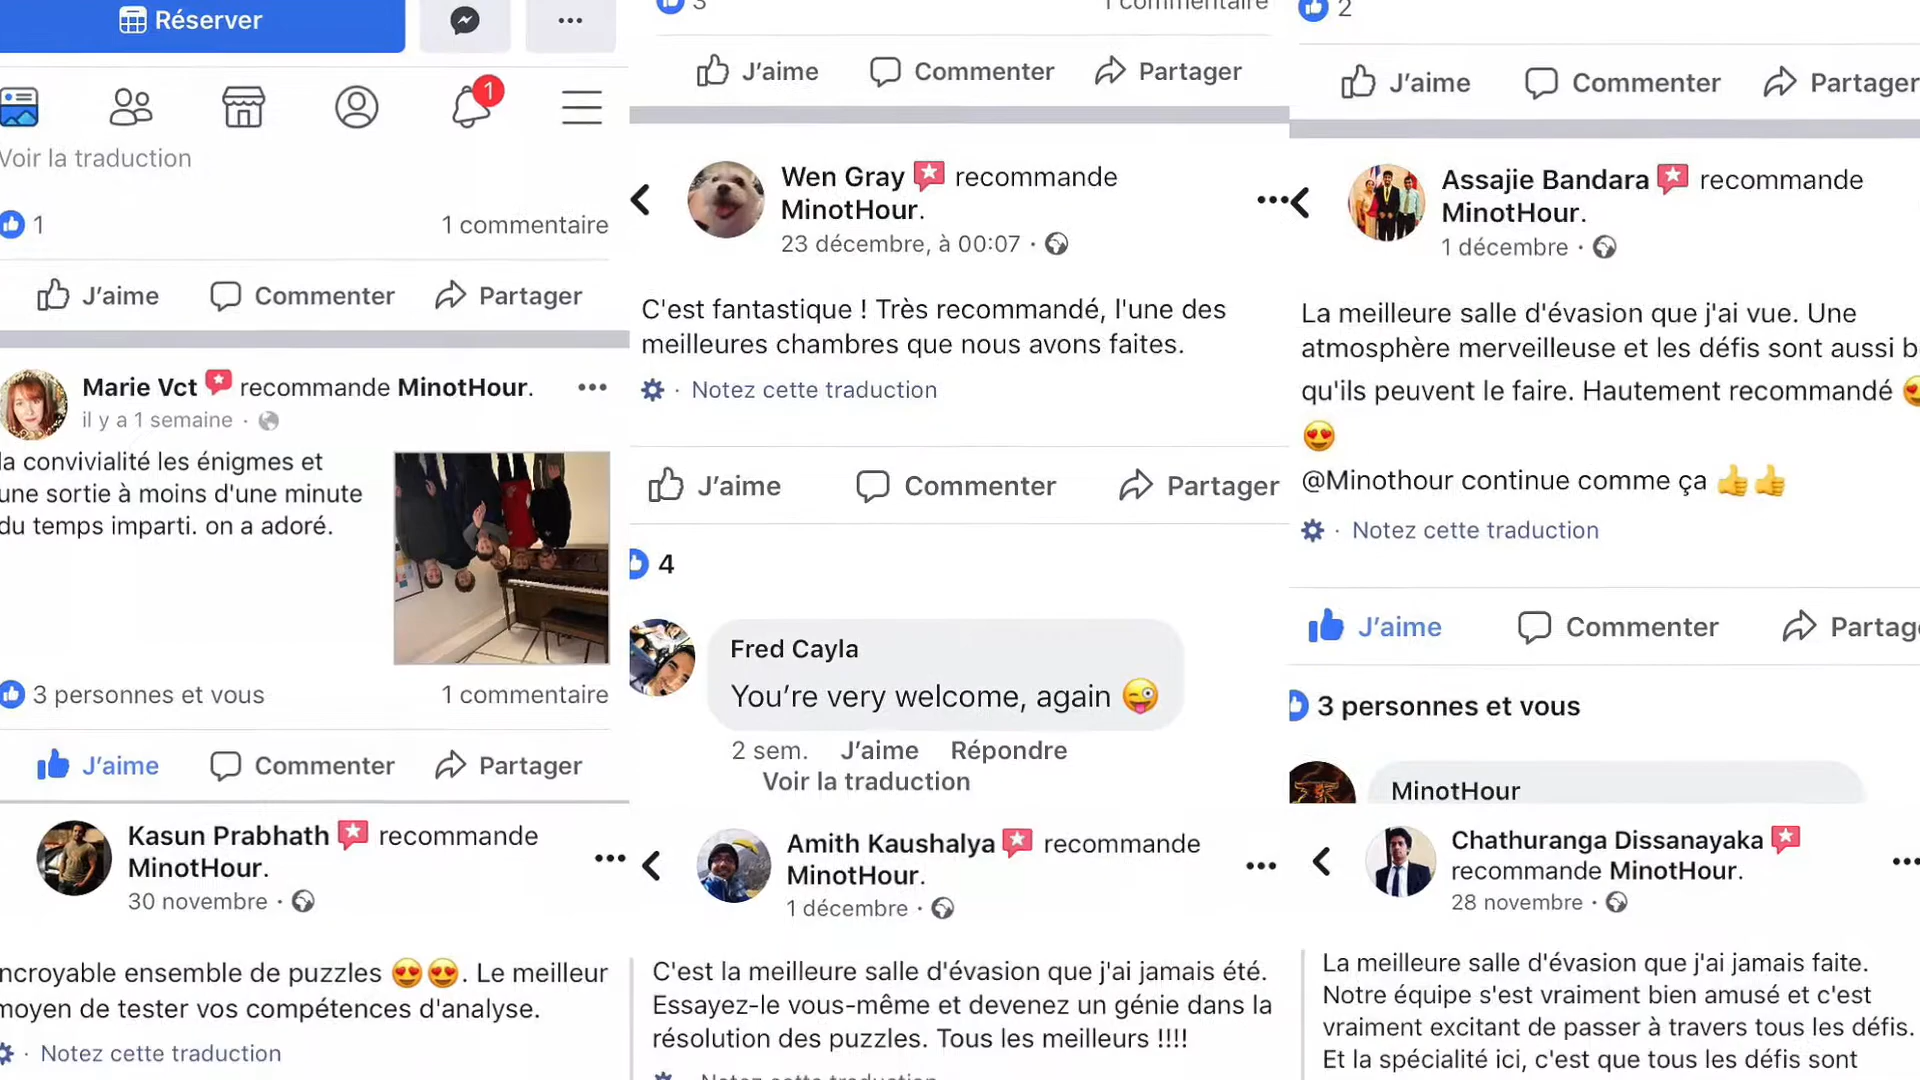 Réserver
1
Voir la traduction
1
1 commentaire
J'aime Commenter Partager
Marie Vct recommande MinotHour.
il y a 1 semaine ·
la convivialité les énigmes et
une sortie à moins d'une minute
du temps imparti. on a adoré.
3 personnes et vous
1 commentaire
J'aime Commenter Partager
Kasun Prabhath recommande
MinotHour.
30 novembre ·
ncroyable ensemble de puzzles 😍😍. Le meilleur
moyen de tester vos compétences d'analyse.
· Notez cette traduction
3
1 commentaire
J'aime Commenter Partager
Wen Gray recommande
MinotHour.
23 décembre, à 00:07 ·
C'est fantastique ! Très recommandé, l'une des
meilleures chambres que nous avons faites.
· Notez cette traduction
J'aime Commenter Partager
4
Fred Cayla
You're very welcome, again 😜
2 sem. J'aime Répondre
Voir la traduction
Amith Kaushalya recommande
MinotHour.
1 décembre ·
C'est la meilleure salle d'évasion que j'ai jamais été.
Essayez-le vous-même et devenez un génie dans la
résolution des puzzles. Tous les meilleurs !!!!
Notez cette traduction
2
J'aime Commenter Partager
Assajie Bandara recommande
MinotHour.
1 décembre ·
La meilleure salle d'évasion que j'ai vue. Une
atmosphère merveilleuse et les défis sont aussi b
qu'ils peuvent le faire. Hautement recommandé 😍
😍
@Minothour continue comme ça 👍👍
· Notez cette traduction
J'aime Commenter Partag
3 personnes et vous
MinotHour
Chathuranga Dissanayaka
recommande MinotHour.
28 novembre ·
La meilleure salle d'évasion que j'ai jamais faite.
Notre équipe s'est vraiment bien amusé et c'est
vraiment excitant de passer à travers tous les défis.
Et la spécialité ici, c'est que tous les défis sont